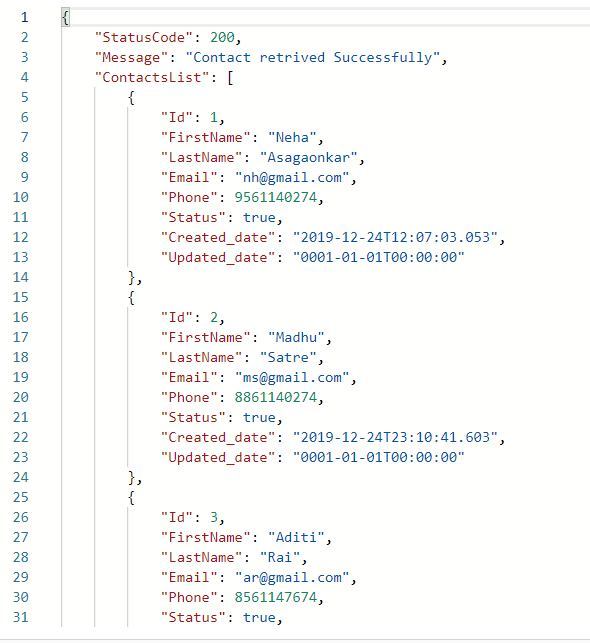 1 {
2 "StatusCode": 200,
3 "Message": "Contact retrived Successfully",
4 "ContactsList": [
5 {
6 "Id": 1,
7 "FirstName": "Neha",
8 "LastName": "Asagaonkar",
9 "Email": "nh@gmail.com",
10 "Phone": 9561140274,
11 "Status": true,
12 "Created_date": "2019-12-24T12:07:03.053",
13 "Updated_date": "0001-01-01T00:00:00"
14 },
15 {
16 "Id": 2,
17 "FirstName": "Madhu",
18 "LastName": "Satre",
19 "Email": "ms@gmail.com",
20 "Phone": 8861140274,
21 "Status": true,
22 "Created_date": "2019-12-24T23:10:41.603",
23 "Updated_date": "0001-01-01T00:00:00"
24 },
25 {
26 "Id": 3,
27 "FirstName": "Aditi",
28 "LastName": "Rai",
29 "Email": "ar@gmail.com",
30 "Phone": 8561147674,
31 "Status": true,